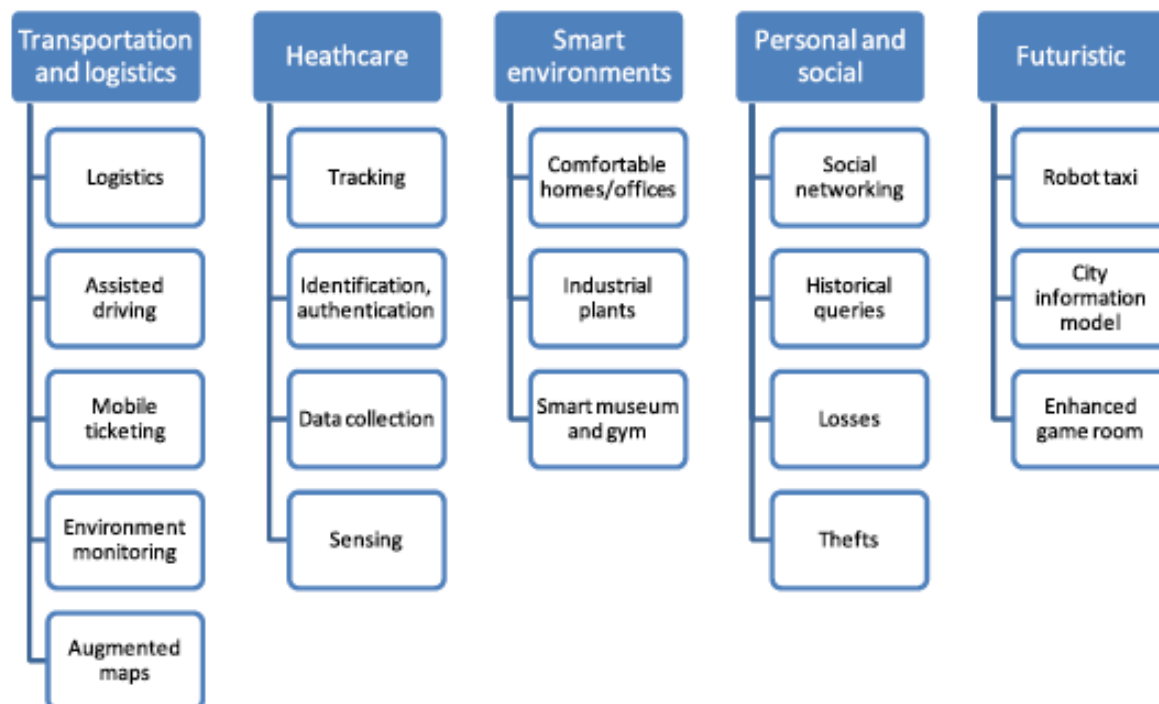 Transportation
and logistics
Logistics
Assisted
driving
Mobile
ticketing
Environment
monitoring
Augmented
maps
Heathcare
Tracking
Identification,
authentication
Data collection
Sensing
Smart
environments
Comfortable
homes/offices
Industrial
plants
Smart museum
and gym
Personal and
social
Social
networking
Historical
queries
Losses
Thefts
Futuristic
Robot taxi
City
information
model
Enhanced
game room